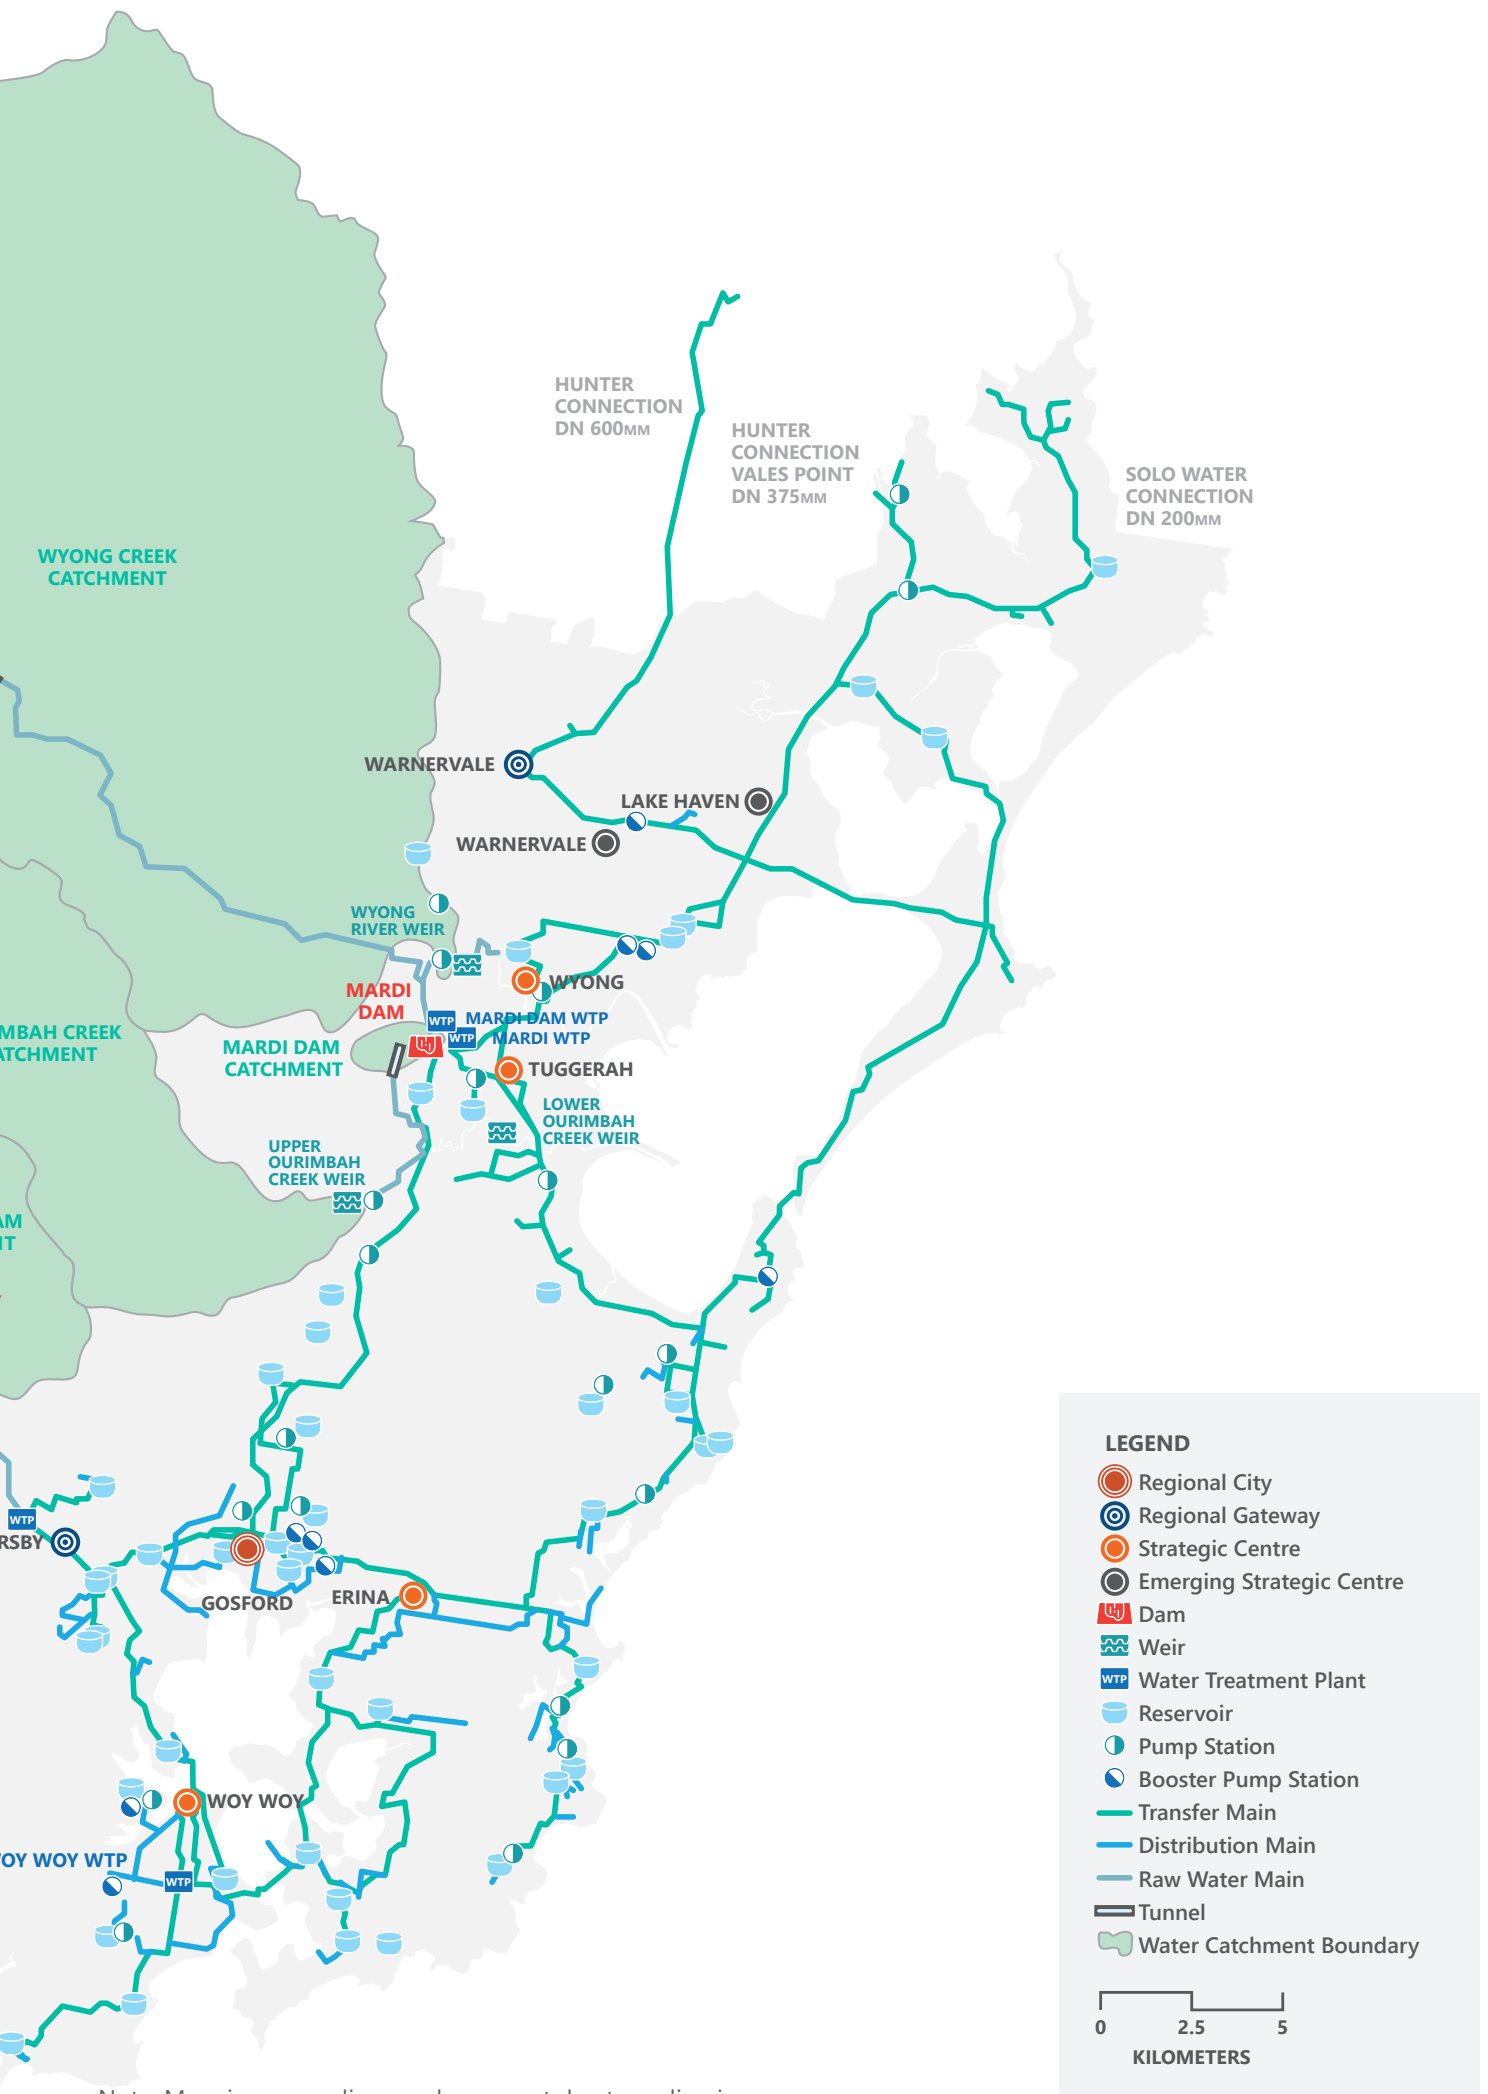 HUNTER
CONNECTION
DN 600MM
HUNTER
CONNECTION
VALES POINT
DN 375MM
SOLO WATER
CONNECTION
DN 200MM
WYONG CREEK
CATCHMENT
WARNERVALE
LAKE HAVEN
WARNERVALE
WYONG
RIVER WEIR
WYONG
MARDI
DAM
WTP
MARDI DAM WTP
WTP
MARDI WTP
MBAH CREEK
ATCHMENT
MARDI DAM
CATCHMENT
TUGGERAH
LOWER
OURIMBAH
CREEK WEIR
UPPER
OURIMBAH
CREEK WEIR
AM
NT
WTP
RSBY
GOSFORD
ERINA
WOY WOY
OY WOY WTP
WTP
LEGEND
Regional City
Regional Gateway
Strategic Centre
Emerging Strategic Centre
Dam
Weir
WTP
Water Treatment Plant
Reservoir
Pump Station
Booster Pump Station
Transfer Main
Distribution Main
Raw Water Main
Tunnel
Water Catchment Boundary
0 2.5 5
KILOMETERS